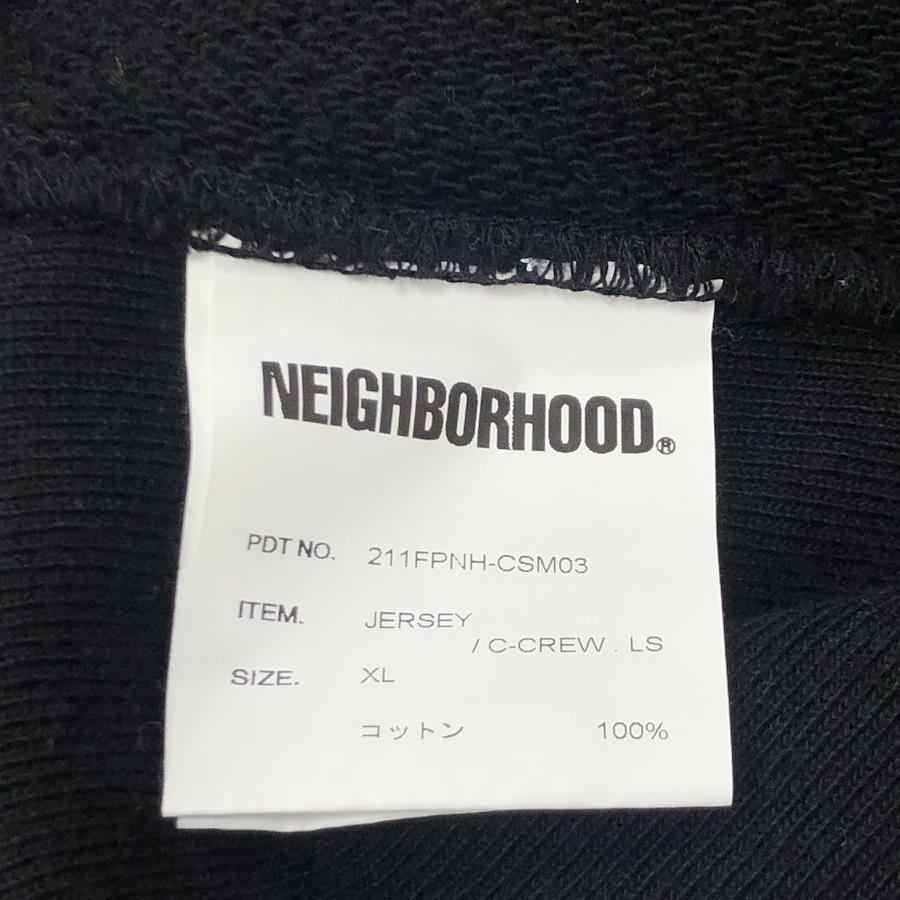 NEIGHBORHOOD®
PDT NO. 211FPNH-CSM03
ITEM. JERSEY
/ C-CREW . LS
SIZE. XL
コットン 100%